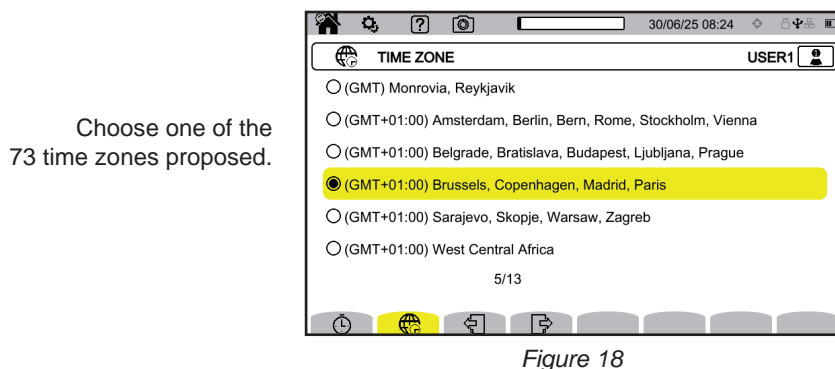 30/06/25 08:24
TIME ZONE
USER1
Choose one of the
73 time zones proposed.
(GMT) Monrovia, Reykjavik
(GMT+01:00) Amsterdam, Berlin, Bern, Rome, Stockholm, Vienna
(GMT+01:00) Belgrade, Bratislava, Budapest, Ljubljana, Prague
(GMT+01:00) Brussels, Copenhagen, Madrid, Paris
(GMT+01:00) Sarajevo, Skopje, Warsaw, Zagreb
(GMT+01:00) West Central Africa
5/13
Figure 18